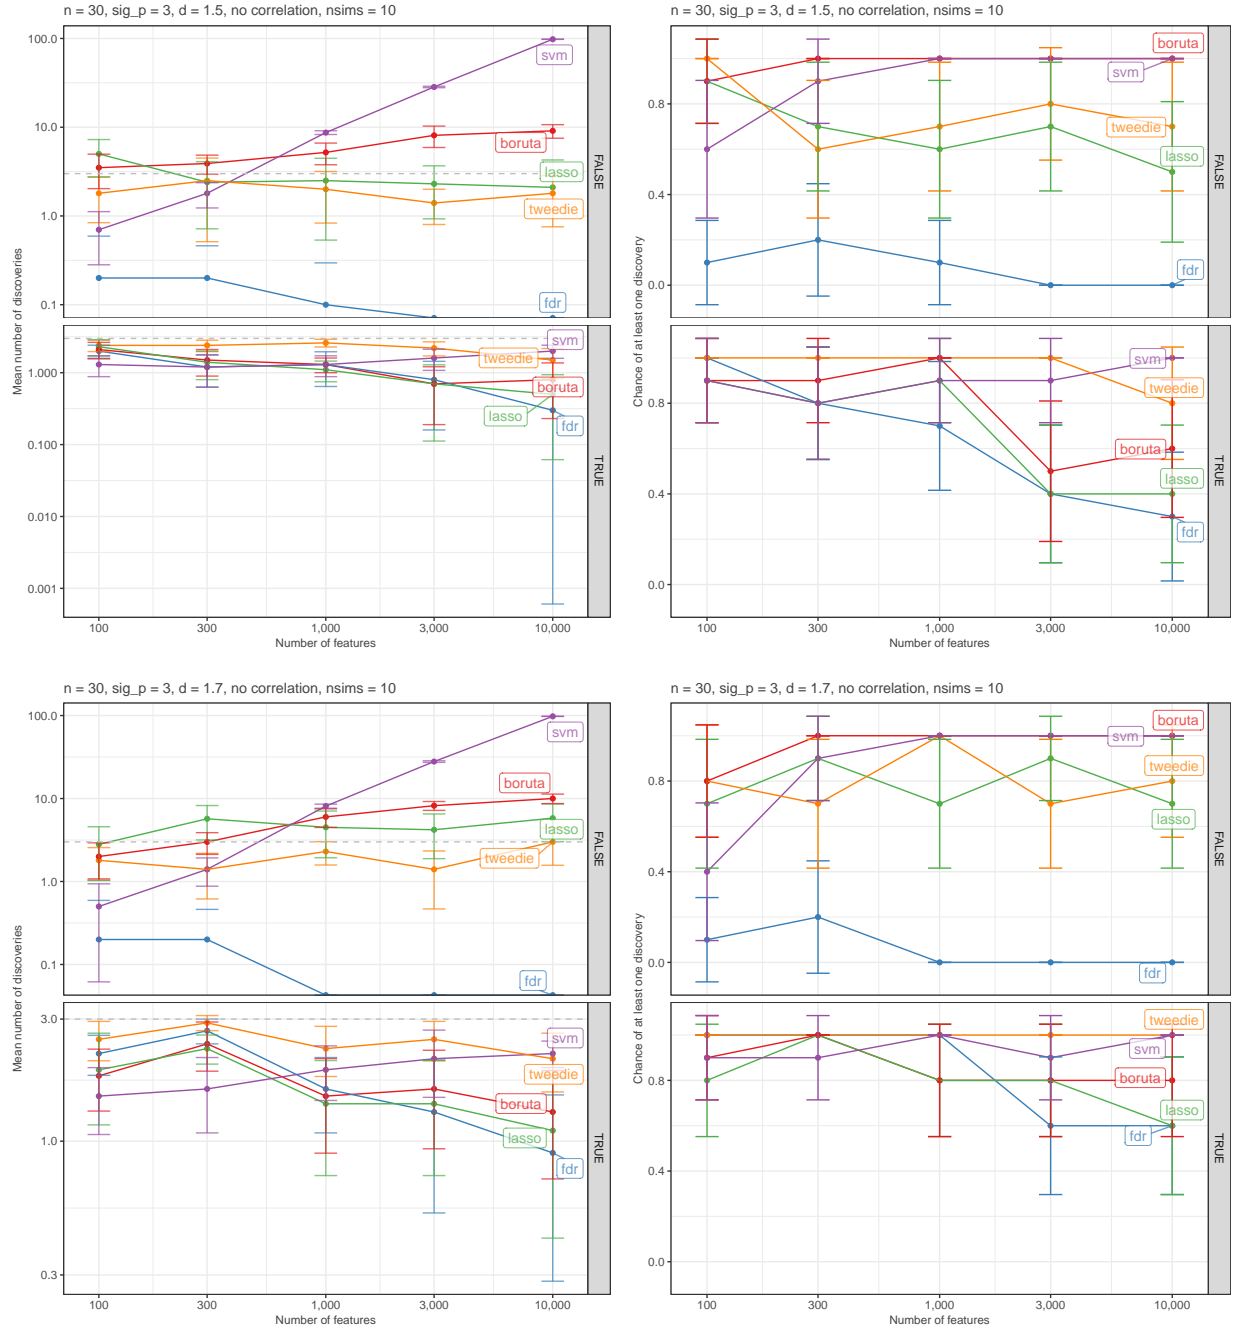 n = 30, sig_p = 3, d = 1.5, no correlation, nsims = 10
Mean number of discoveries
100.0
10.0
1.0
0.1
svm
boruta
lasso
tweedie
fdr
FALSE
1.000
0.100
0.010
0.001
svm
tweedie
boruta
lasso
fdr
TRUE
100
300
1,000
3,000
10,000
Number of features
n = 30, sig_p = 3, d = 1.5, no correlation, nsims = 10
Chance of at least one discovery
0.8
0.4
0.0
boruta
svm
tweedie
lasso
fdr
FALSE
0.8
0.4
0.0
svm
tweedie
boruta
lasso
fdr
TRUE
100
300
1,000
3,000
10,000
Number of features
n = 30, sig_p = 3, d = 1.7, no correlation, nsims = 10
Mean number of discoveries
100.0
10.0
1.0
0.1
svm
boruta
lasso
tweedie
fdr
FALSE
3.0
1.0
0.3
svm
tweedie
boruta
lasso
fdr
TRUE
100
300
1,000
3,000
10,000
Number of features
n = 30, sig_p = 3, d = 1.7, no correlation, nsims = 10
Chance of at least one discovery
0.8
0.4
0.0
boruta
svm
tweedie
lasso
fdr
FALSE
0.8
0.4
0.0
tweedie
svm
boruta
lasso
fdr
TRUE
100
300
1,000
3,000
10,000
Number of features